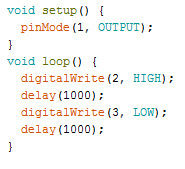 void setup() {
  pinMode(1, OUTPUT);
}
void loop() {
  digitalWrite(2, HIGH);
  delay(1000);
  digitalWrite(3, LOW);
  delay(1000);
}